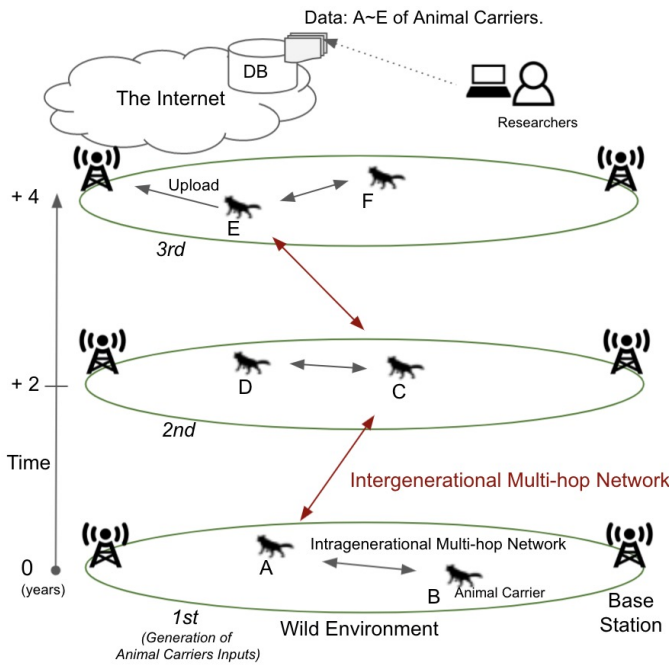 Data: A~E of Animal Carriers.
DB
The Internet
Researchers
+ 4
Upload
F
E
3rd
+ 2
D
C
2nd
Time
Intergenerational Multi-hop Network
A
Intragenerational Multi-hop Network
0
(years)
B
Animal Carrier
1st
(Generation of
Animal Carriers Inputs)
Wild Environment
Base
Station